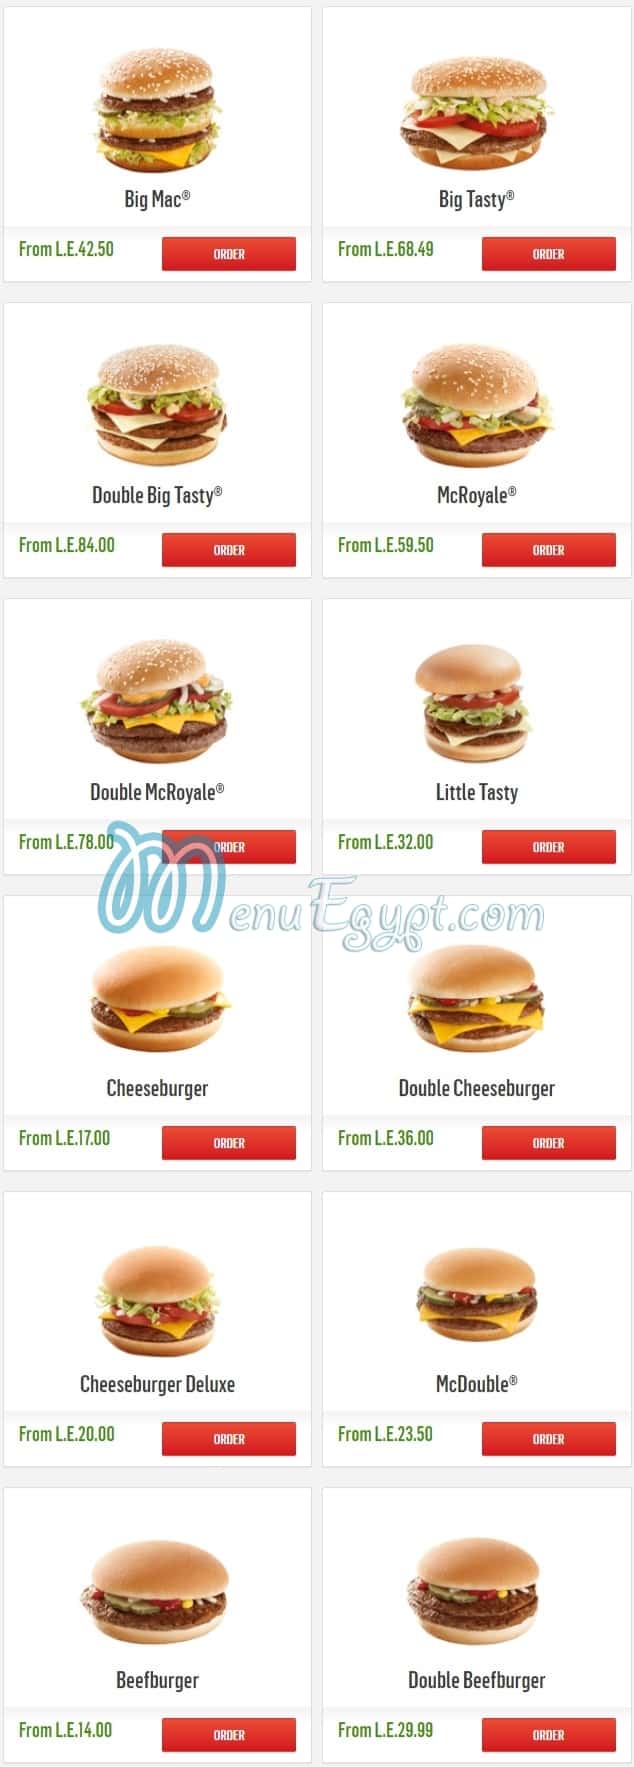 Big Mac®
Big Tasty®
From L.E.42.50
ORDER
From L.E.68.49
ORDER
Double Big Tasty®
McRoyale®
From L.E.84.00
ORDER
From L.E.59.50
ORDER
Double McRoyale®
Little Tasty
From L.E.78.00
ORDER
From L.E.32.00
ORDER
MenuEgypt.com
Cheeseburger
Double Cheeseburger
From L.E.17.00
ORDER
From L.E.36.00
ORDER
Cheeseburger Deluxe
McDouble®
From L.E.20.00
ORDER
From L.E.23.50
ORDER
Beefburger
Double Beefburger
From L.E.14.00
ORDER
From L.E.29.99
ORDER